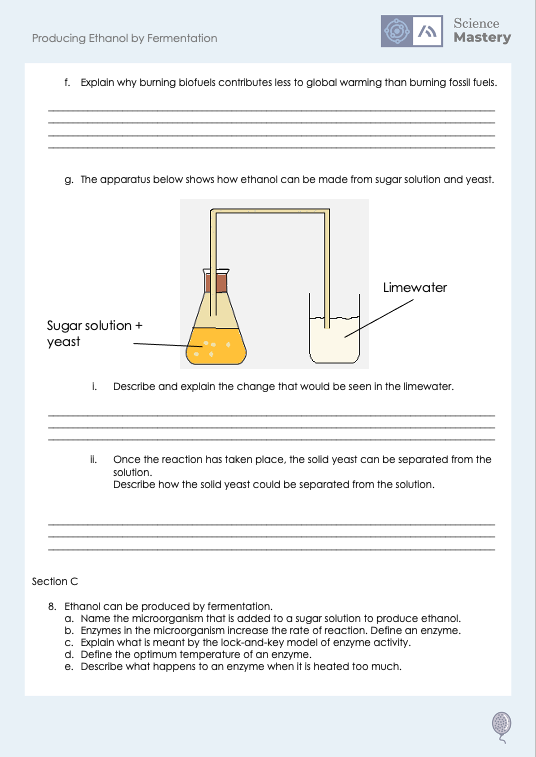 Producing Ethanol by Fermentation
Science
Mastery
f. Explain why burning biofuels contributes less to global warming than burning fossil fuels.
g. The apparatus below shows how ethanol can be made from sugar solution and yeast.
Limewater
Sugar solution +
yeast
i. Describe and explain the change that would be seen in the limewater.
ii. Once the reaction has taken place, the solid yeast can be separated from the
solution.
Describe how the solid yeast could be separated from the solution.
Section C
8. Ethanol can be produced by fermentation.
a. Name the microorganism that is added to a sugar solution to produce ethanol.
b. Enzymes in the microorganism increase the rate of reaction. Define an enzyme.
c. Explain what is meant by the lock-and-key model of enzyme activity.
d. Define the optimum temperature of an enzyme.
e. Describe what happens to an enzyme when it is heated too much.